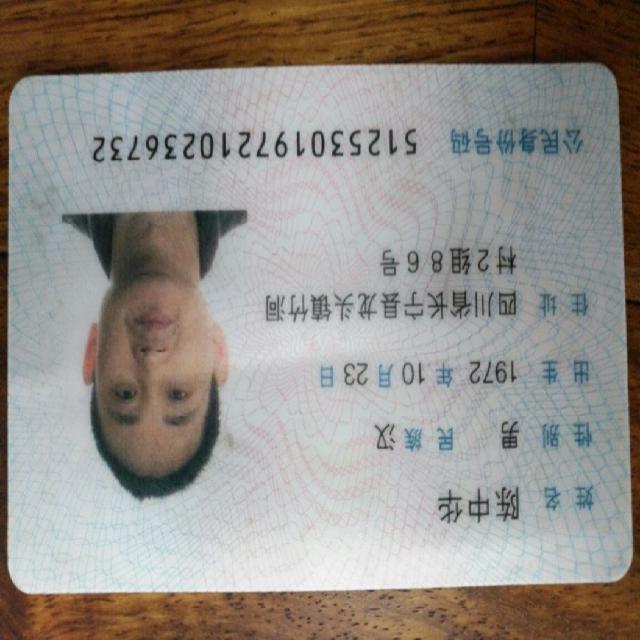 姓名 陈中华
性别 男 民族 汉
出生 1972 年 10 月 23 日
住址 四川省长宁县龙头镇竹洞
村2组86号
公民身份号码 512530197210236732